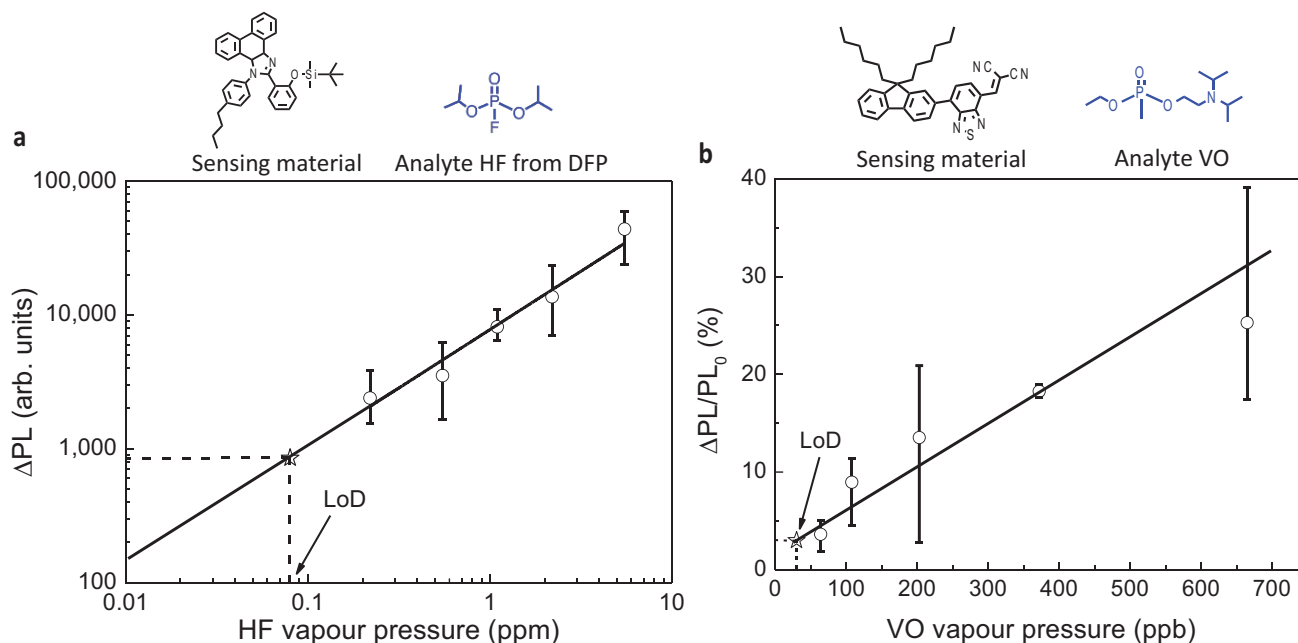 N
N
O
Si
O
P
O
O
F
NC
CN
N
S
N
O
P
O
O
N
a
Sensing material
Analyte HF from DFP
b
Sensing material
Analyte VO
100,000
10,000
1,000
100
ΔPL (arb. units)
LoD
0.01
0.1
1
10
HF vapour pressure (ppm)
40
30
20
10
0
ΔPL/PL0 (%)
LoD
0
100
200
300
400
500
600
700
VO vapour pressure (ppb)